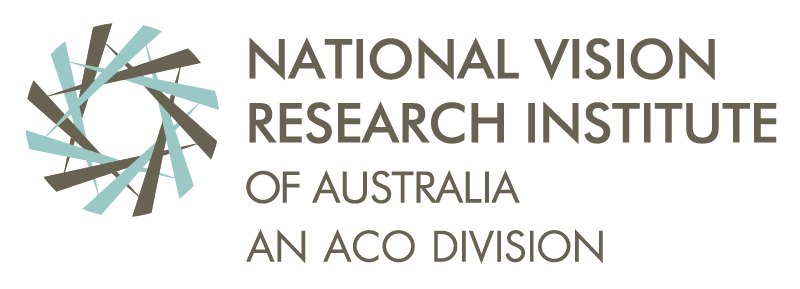 NATIONAL VISION
RESEARCH INSTITUTE
OF AUSTRALIA
AN ACO DIVISION